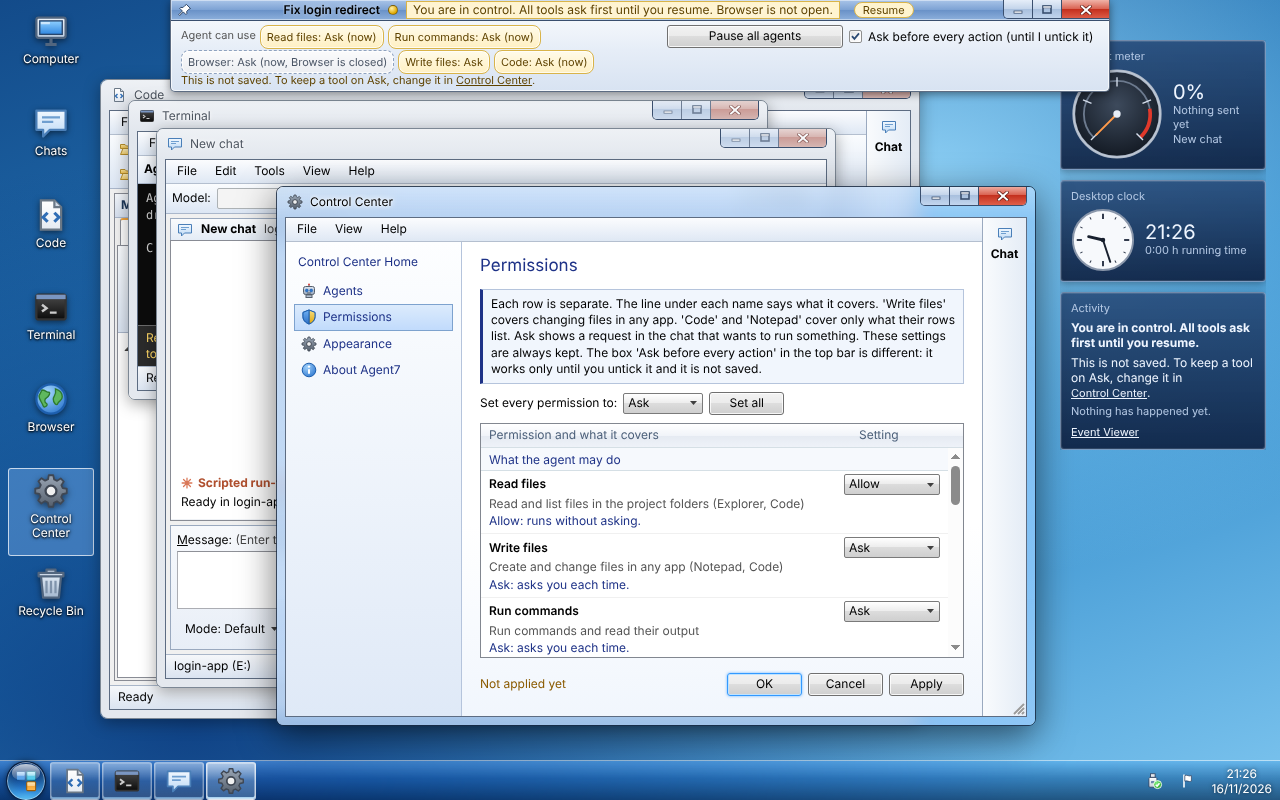 Computer
Chats
Code
Terminal
Browser
Control
Center
Recycle Bin
Fix login redirect
You are in control. All tools ask first until you resume. Browser is not open.
Resume
Agent can use
Read files: Ask (now)
Run commands: Ask (now)
Browser: Ask (now, Browser is closed)
Write files: Ask
Code: Ask (now)
This is not saved. To keep a tool on Ask, change it in Control Center.
Pause all agents
Ask before every action (until I untick it)
Code
Chat
Ready
Terminal
New chat
File Edit Tools View Help
Model:
New chat
Scripted run-
Ready in login-ap
Message: (Enter t
Mode: Default
login-app (E:)
Control Center
File View Help
Chat
Control Center Home
Agents
Permissions
Appearance
About Agent7
Permissions
Each row is separate. The line under each name says what it covers. 'Write files'
covers changing files in any app. 'Code' and 'Notepad' cover only what their rows
list. Ask shows a request in the chat that wants to run something. These settings
are always kept. The box 'Ask before every action' in the top bar is different: it
works only until you untick it and it is not saved.
Set every permission to: Ask Set all
Permission and what it covers Setting
What the agent may do
Read files
Allow
Read and list files in the project folders (Explorer, Code)
Allow: runs without asking.
Write files
Ask
Create and change files in any app (Notepad, Code)
Ask: asks you each time.
Run commands
Ask
Run commands and read their output
Ask: asks you each time.
Not applied yet
OK Cancel Apply
meter
0%
Nothing sent
yet
New chat
Desktop clock
21:26
0:00 h running time
Activity
You are in control. All tools ask
first until you resume.
This is not saved. To keep a tool
on Ask, change it in
Control Center.
Nothing has happened yet.
Event Viewer
21:26
16/11/2026